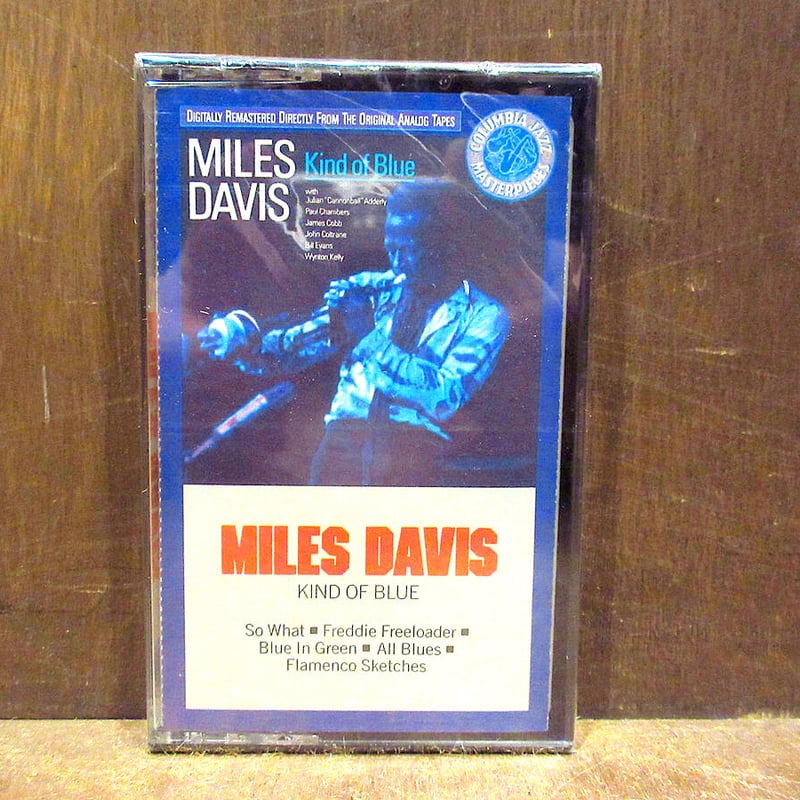 DIGITALLY REMASTERED DIRECTLY FROM THE ORIGINAL ANALOG TAPES
COLUMBIA JAZZ
MASTERPIECES
MILES
DAVIS
Kind of Blue
with
Julian "Cannonball" Adderly
Paul Chambers
James Cobb
John Coltrane
Bill Evans
Wynton Kelly
MILES DAVIS
KIND OF BLUE
So What ■ Freddie Freeloader ■
Blue In Green ■ All Blues ■
Flamenco Sketches